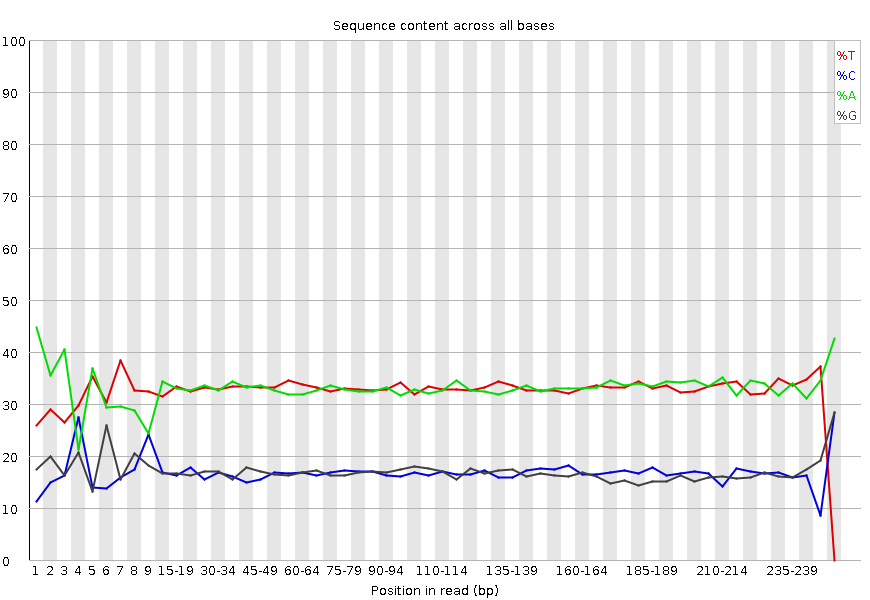 Sequence content across all bases
100
90
80
70
60
50
40
30
20
10
0
%T
%C
%A
%G
1 2 3 4 5 6 7 8 9 15-19 30-34 45-49 60-64 75-79 90-94 110-114 135-139 160-164 185-189 210-214 235-239
Position in read (bp)